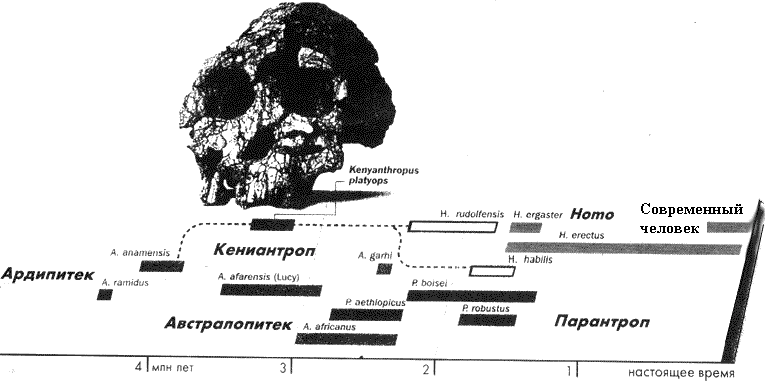 Kenyanthropus
platyops
H. rudolfensis
H. ergaster
Homo
Современный
человек
H. erectus
Кениантроп
A. anamensis
A. garhi
H. habilis
Ардипитек
A. ramidus
A. afarensis (Lucy)
P. boisei
P. aethiopicus
P. robustus
Австралопитек
A. africanus
Парантроп
4 млн лет
3
2
1
настоящее время